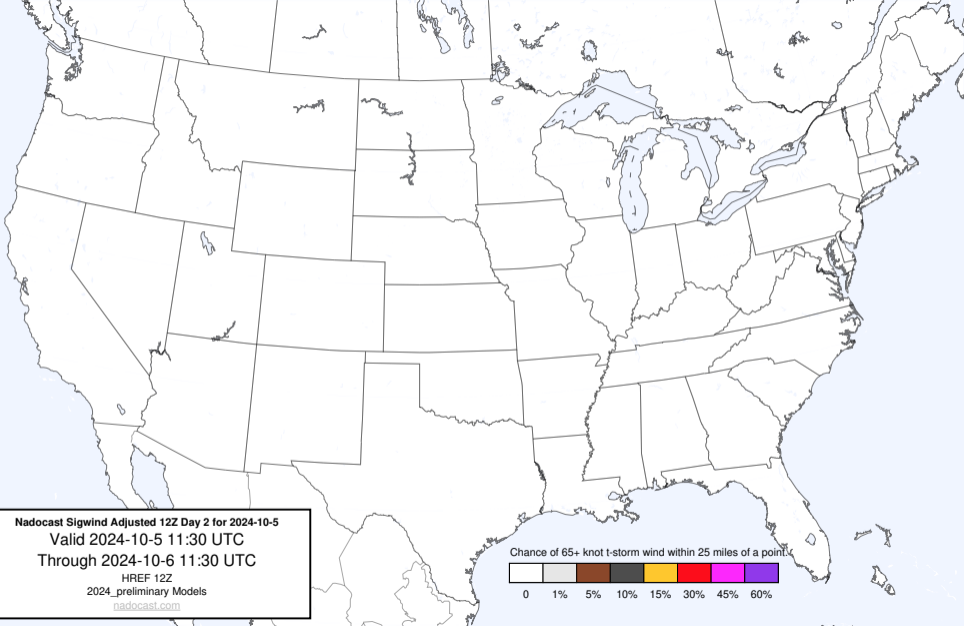 Nadocast Sigwind Adjusted 12Z Day 2 for 2024-10-5
Valid 2024-10-5 11:30 UTC
Through 2024-10-6 11:30 UTC
HREF 12Z
2024_preliminary Models
nadocast.com
Chance of 65+ knot t-storm wind within 25 miles of a point.
0 1% 5% 10% 15% 30% 45% 60%